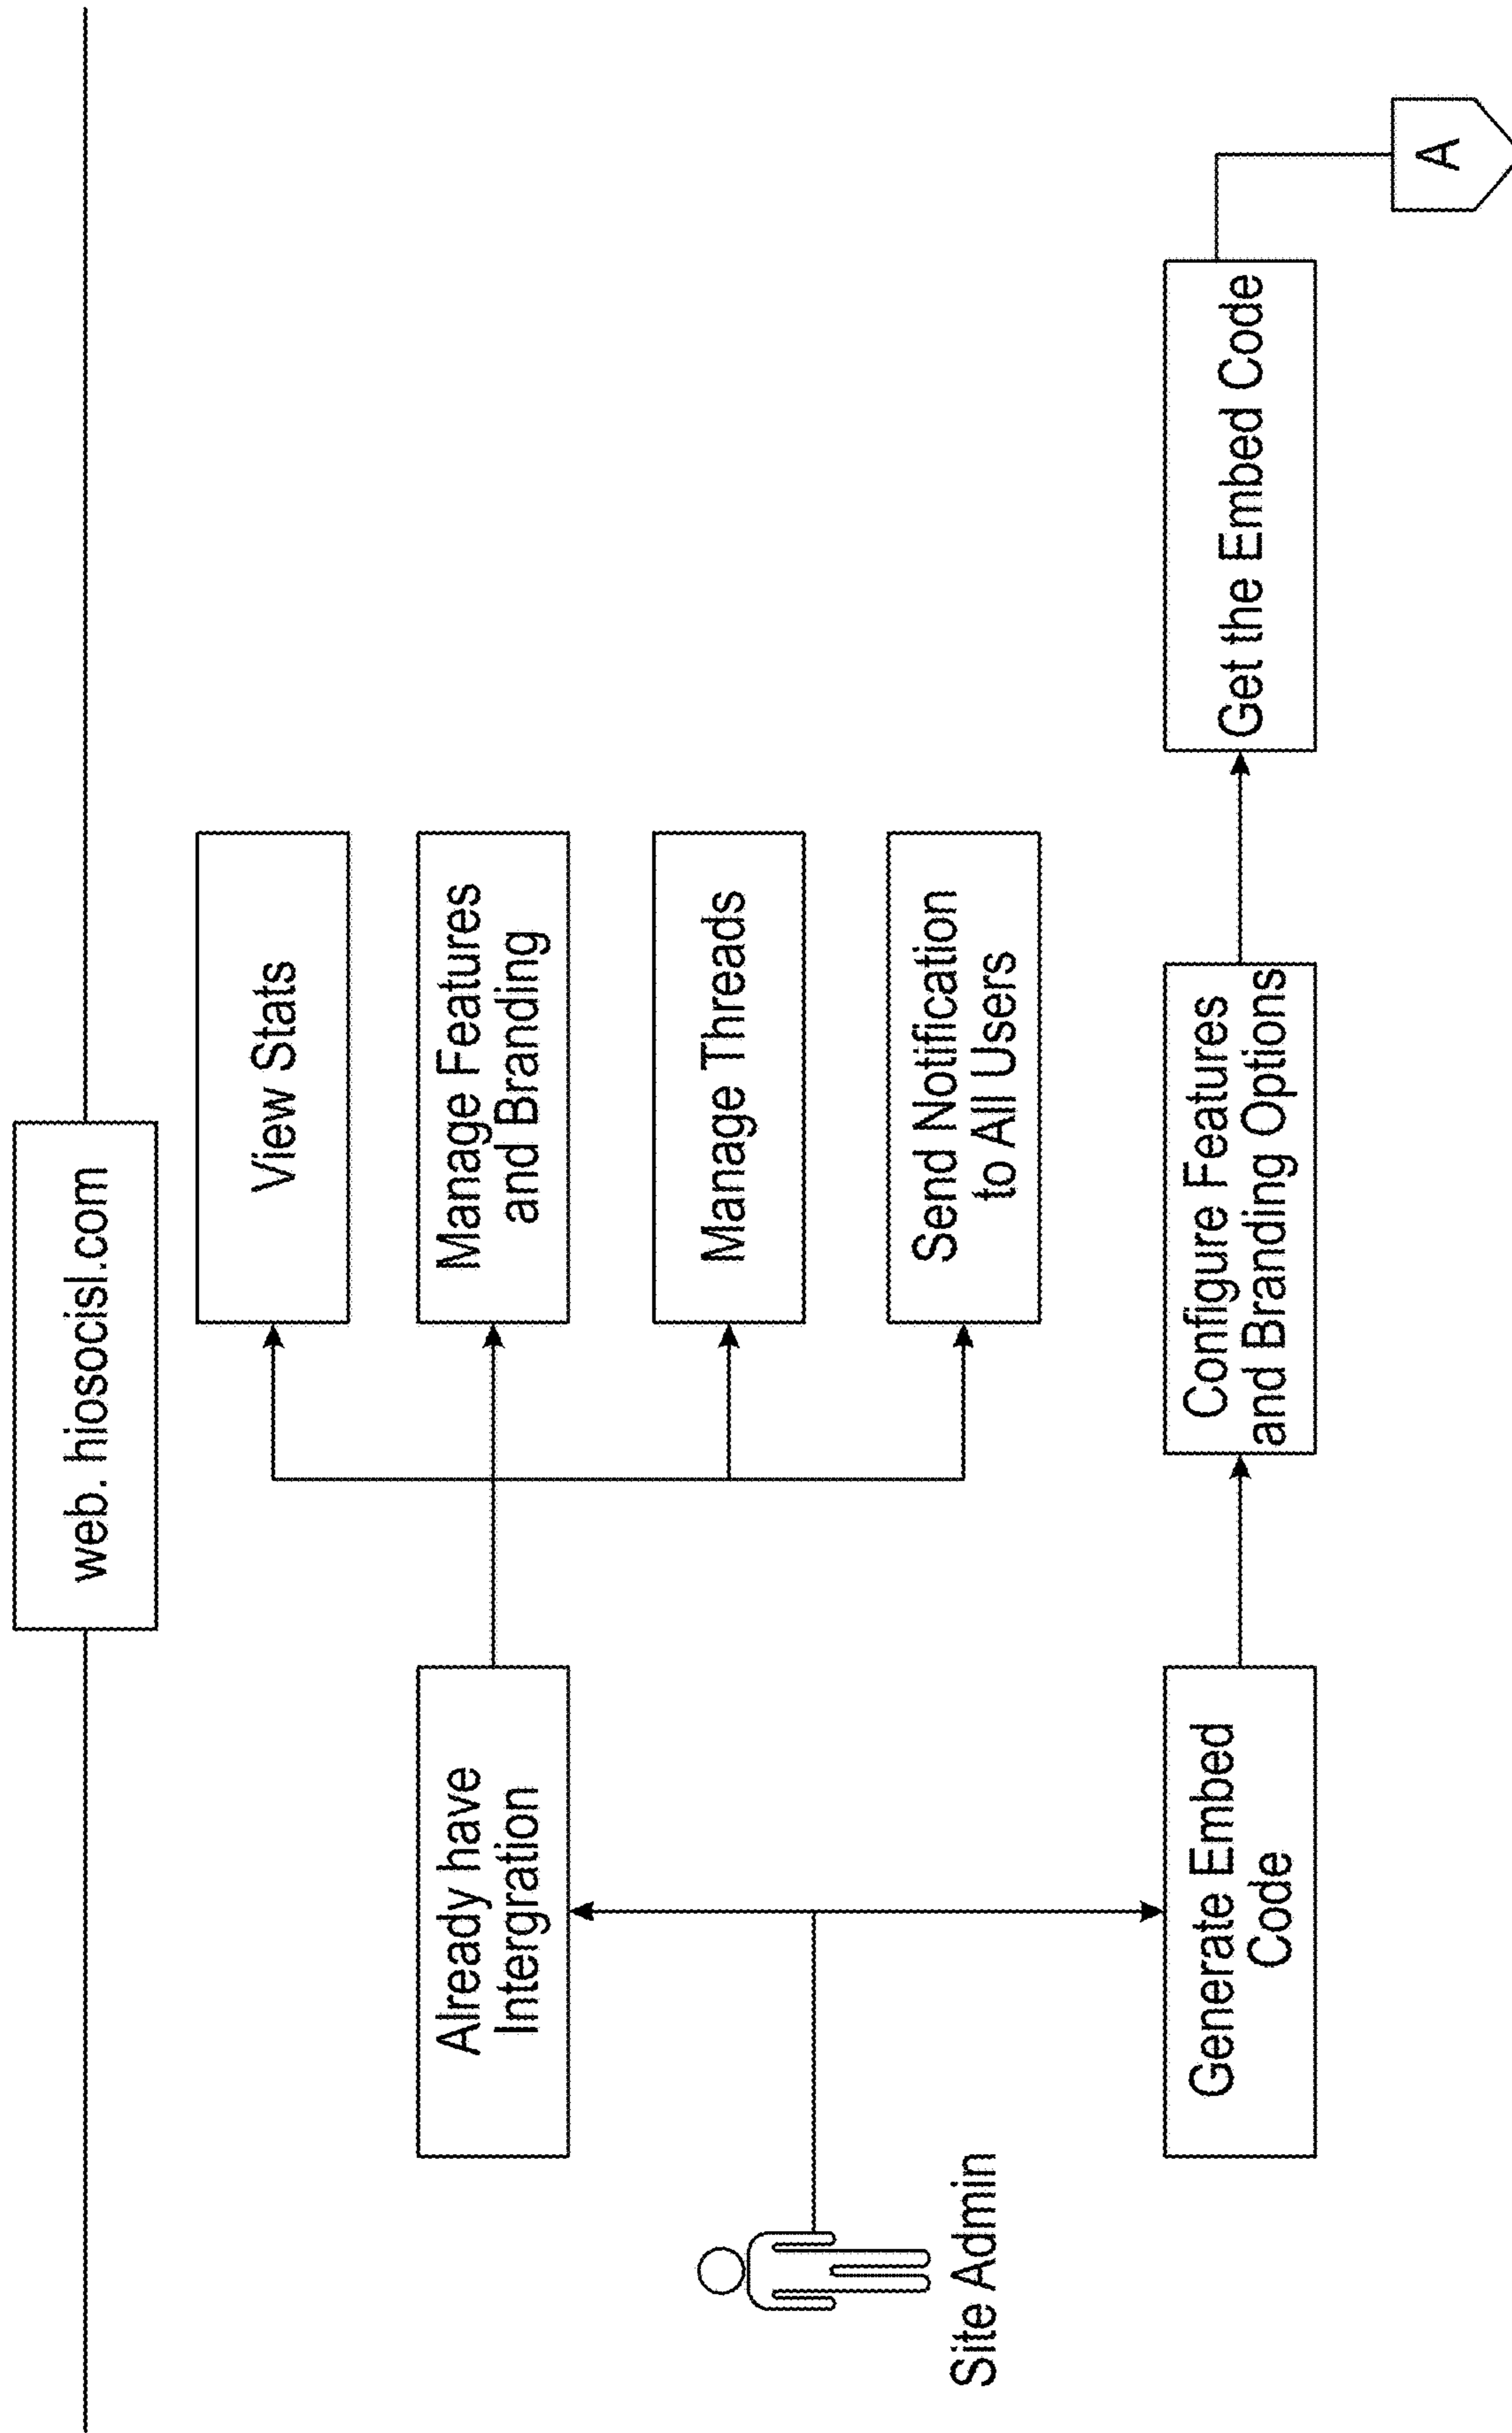 web. hiosocisl.com
View Stats
Already have
Intergration
Manage Features
and Branding
Manage Threads
Site Admin
Send Notification
to All Users
Generate Embed
Code
Configure Features
and Branding Options
Get the Embed Code
A